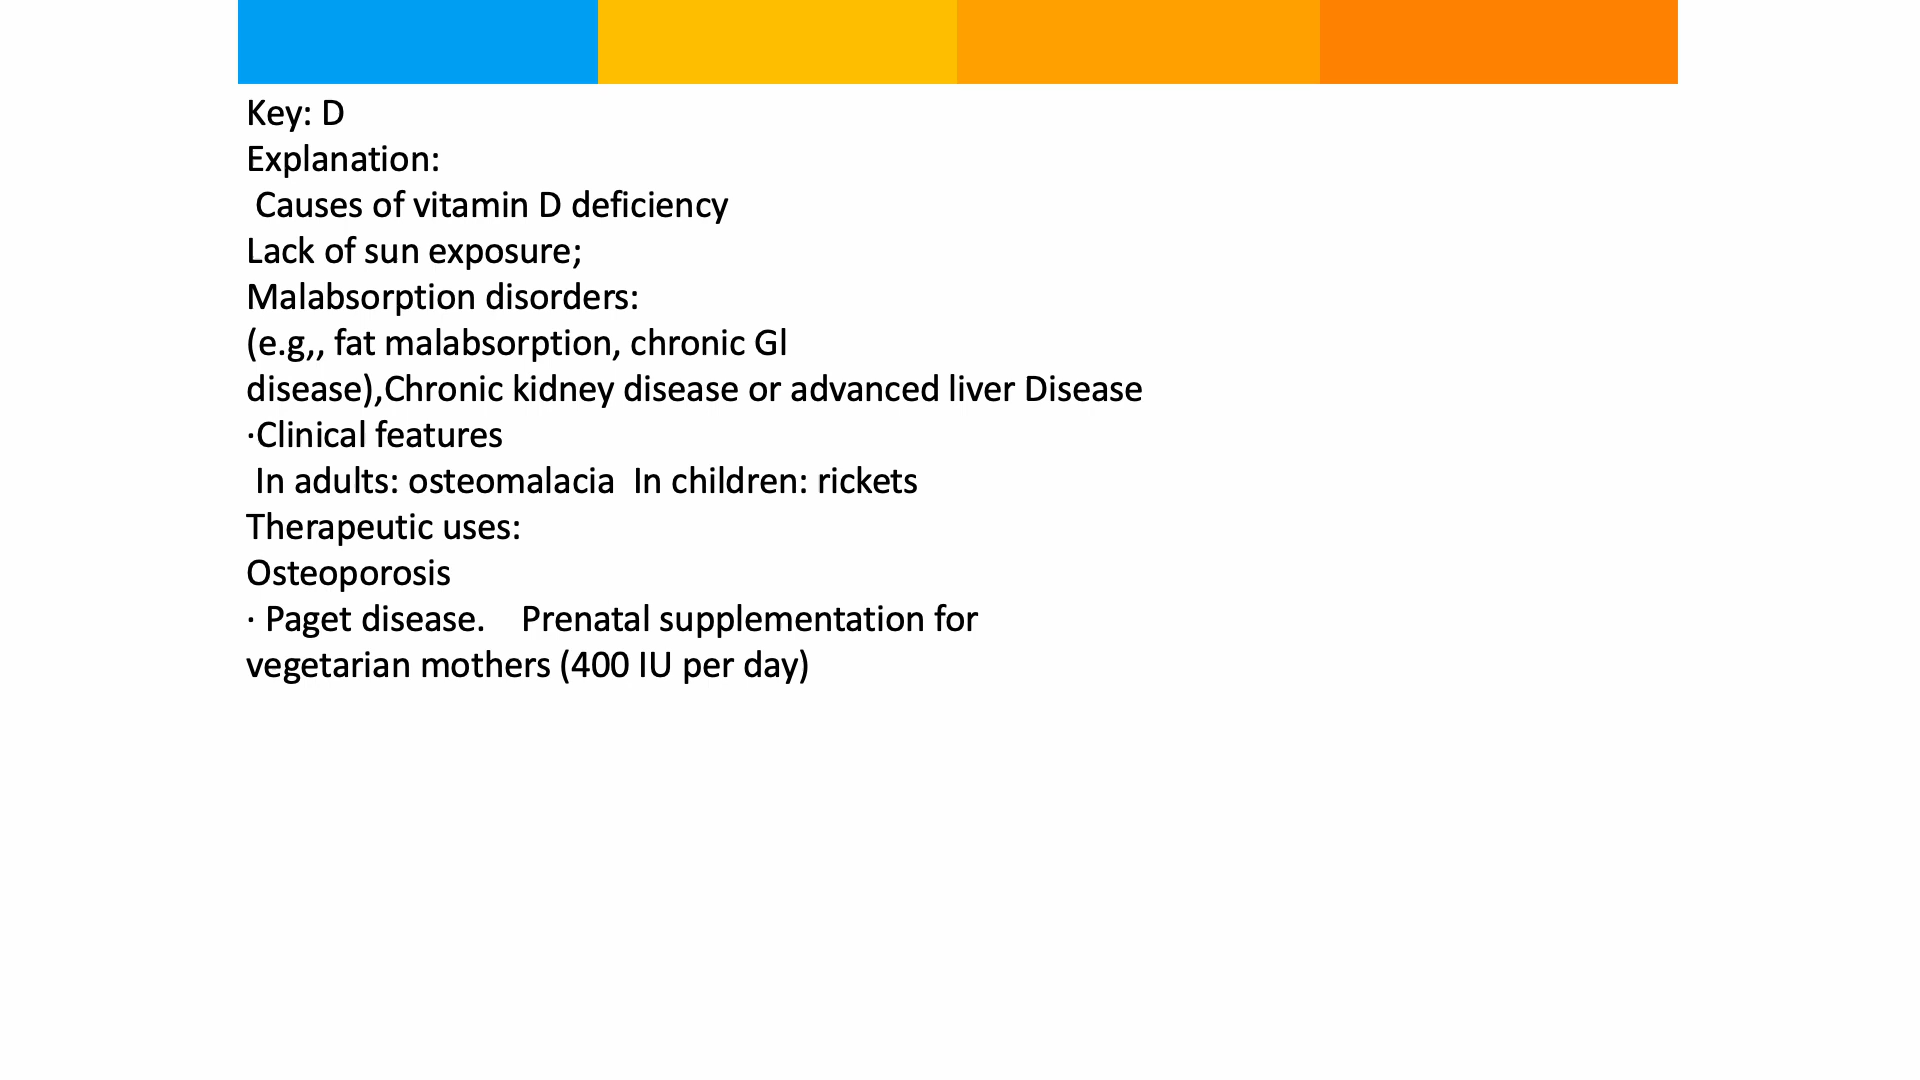 Key: D
Explanation:
Causes of vitamin D deficiency
Lack of sun exposure;
Malabsorption disorders:
(e.g,, fat malabsorption, chronic Gl
disease),Chronic kidney disease or advanced liver Disease
·Clinical features
In adults: osteomalacia  In children: rickets
Therapeutic uses:
Osteoporosis
· Paget disease.    Prenatal supplementation for
vegetarian mothers (400 IU per day)